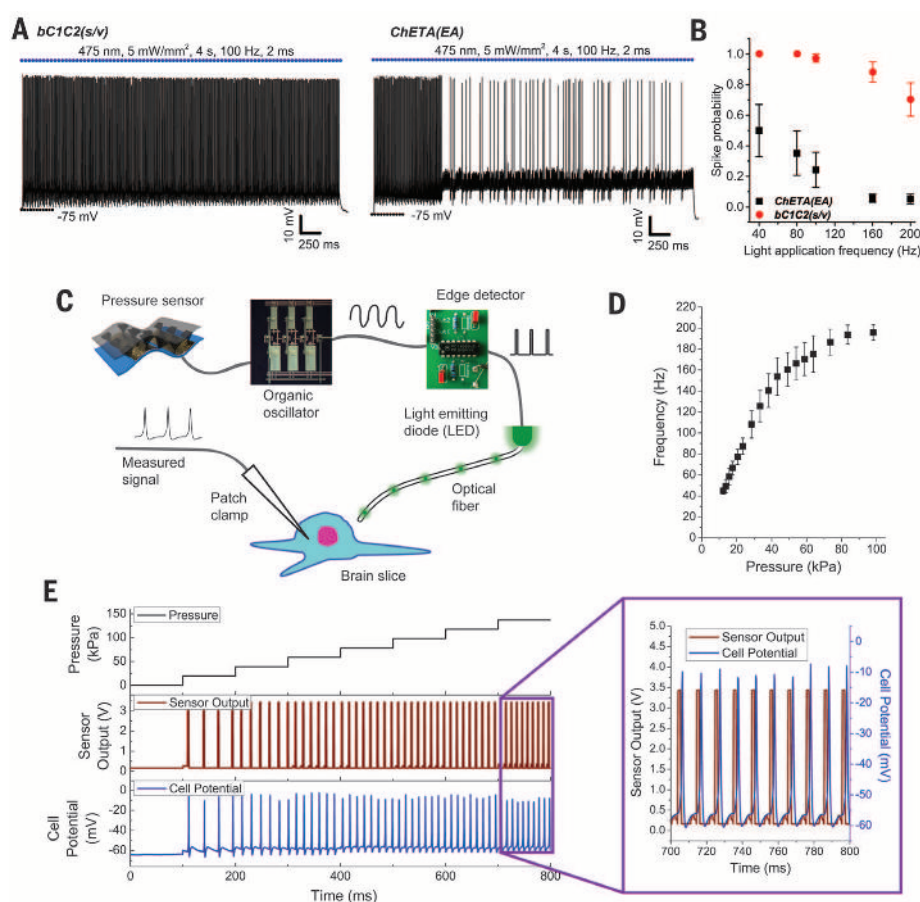 A
bC1C2(s/v)
475 nm, 5 mW/mm², 4 s, 100 Hz, 2 ms
-75 mV
10 mV
250 ms
ChETA(EA)
475 nm, 5 mW/mm², 4 s, 100 Hz, 2 ms
-75 mV
10 mV
250 ms
B
Spike probability
1.0
0.8
0.6
0.4
0.2
0.0
ChETA(EA)
bC1C2(s/v)
40 80 120 160 200
Light application frequency (Hz)
C
Pressure sensor
Organic
oscillator
Edge detector
Light emitting
diode (LED)
Measured
signal
Patch
clamp
Optical
fiber
Brain slice
D
Frequency (Hz)
220
200
180
160
140
120
100
80
60
40
20
0
0 20 40 60 80 100
Pressure (kPa)
E
Pressure
(kPa)
150
100
50
0
Pressure
Sensor
Output (V)
3
2
1
0
Sensor Output
Cell
Potential
(mV)
0
-20
-40
-60
Cell Potential
0 200 400 600 800
Time (ms)
Sensor Output (V)
5.0
4.5
4.0
3.5
3.0
2.5
2.0
1.5
1.0
0.5
0.0
Sensor Output
Cell Potential
0
-10
-20
-30
-40
-50
-60
Cell Potential (mV)
700 720 740 760 780 800
Time (ms)